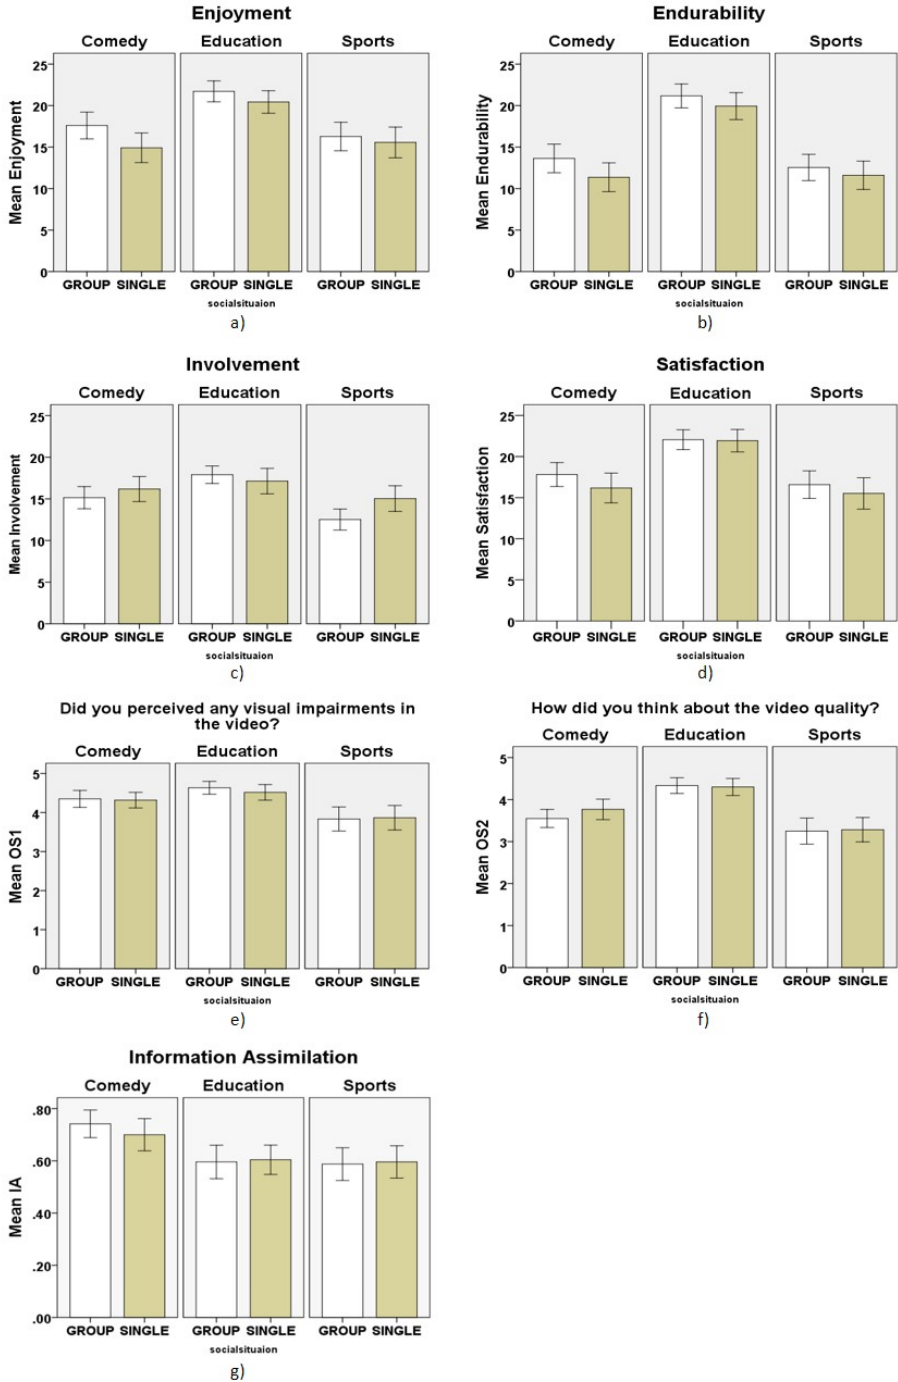 Enjoyment
Comedy Education Sports
25
20
15
10
5
0
Mean Enjoyment
GROUP SINGLE GROUP SINGLE GROUP SINGLE
socialsituaion
a)
Endurability
Comedy Education Sports
25
20
15
10
5
0
Mean Endurability
GROUP SINGLE GROUP SINGLE GROUP SINGLE
socialsituaion
b)
Involvement
Comedy Education Sports
25
20
15
10
5
0
Mean Involvement
GROUP SINGLE GROUP SINGLE GROUP SINGLE
socialsituaion
c)
Satisfaction
Comedy Education Sports
25
20
15
10
5
0
Mean Satisfaction
GROUP SINGLE GROUP SINGLE GROUP SINGLE
socialsituaion
d)
Did you perceived any visual impairments in
the video?
Comedy Education Sports
5
4
3
2
1
0
Mean OS1
GROUP SINGLE GROUP SINGLE GROUP SINGLE
socialsituaion
e)
How did you think about the video quality?
Comedy Education Sports
5
4
3
2
1
0
Mean OS2
GROUP SINGLE GROUP SINGLE GROUP SINGLE
socialsituaion
f)
Information Assimilation
Comedy Education Sports
.80
.60
.40
.20
.00
Mean IA
GROUP SINGLE GROUP SINGLE GROUP SINGLE
socialsituaion
g)